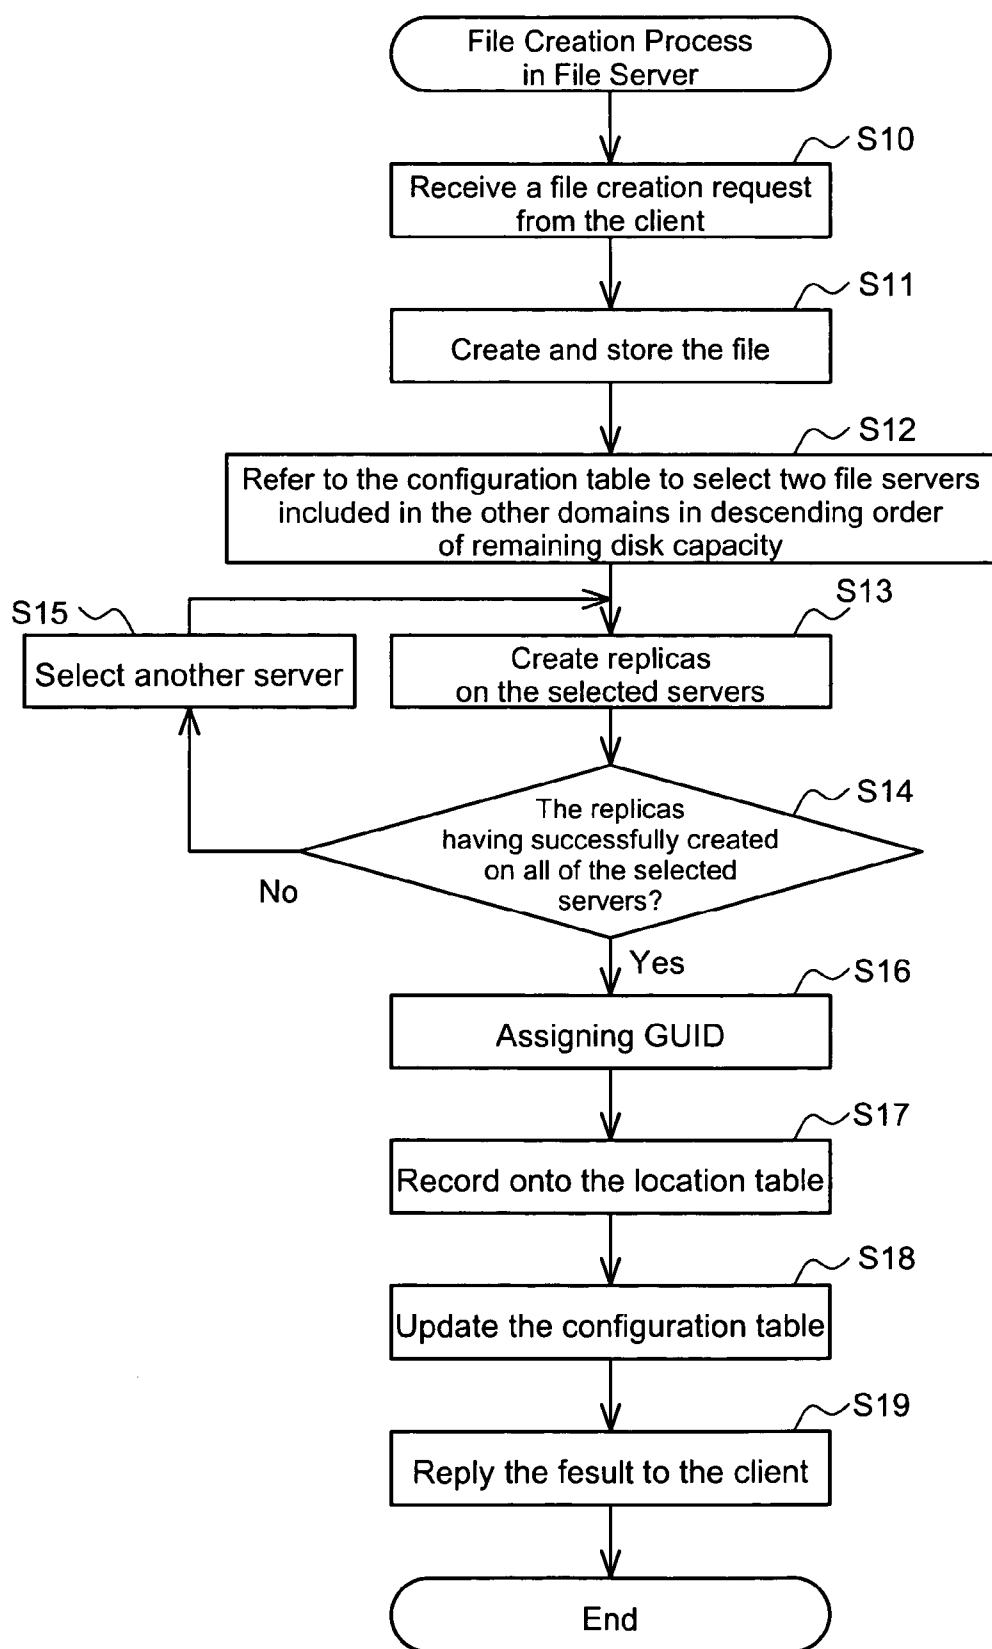 File Creation Process
in File Server
S10
Receive a file creation request
from the client
S11
Create and store the file
S12
Refer to the configuration table to select two file servers
included in the other domains in descending order
of remaining disk capacity
S15
S13
Select another server
Create replicas
on the selected servers
S14
The replicas
having successfully created
on all of the selected
servers?
No
Yes
S16
Assigning GUID
S17
Record onto the location table
S18
Update the configuration table
S19
Reply the fesult to the client
End